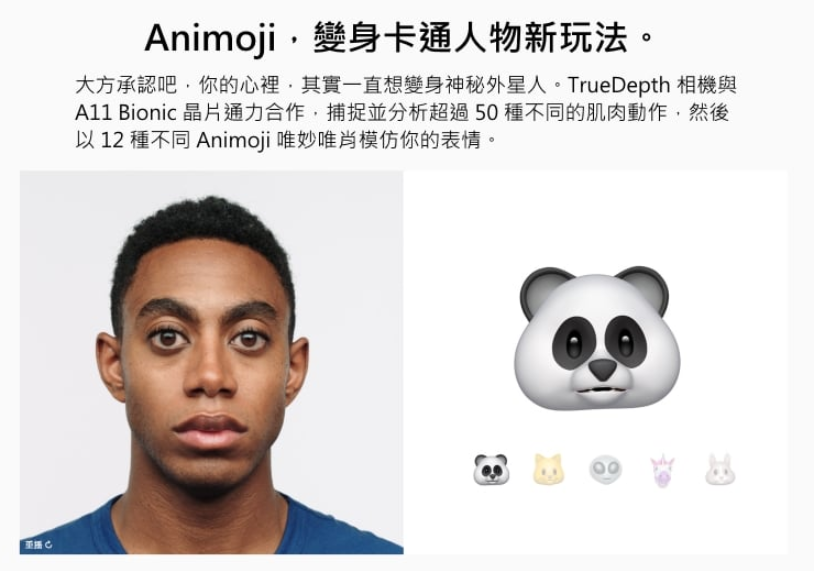 Animoji，變身卡通人物新玩法。
大方承認吧，你的心裡，其實一直想變身神秘外星人。TrueDepth 相機與
A11 Bionic 晶片通力合作，捕捉並分析超過 50 種不同的肌肉動作，然後
以 12 種不同 Animoji 唯妙唯肖模仿你的表情。
重播